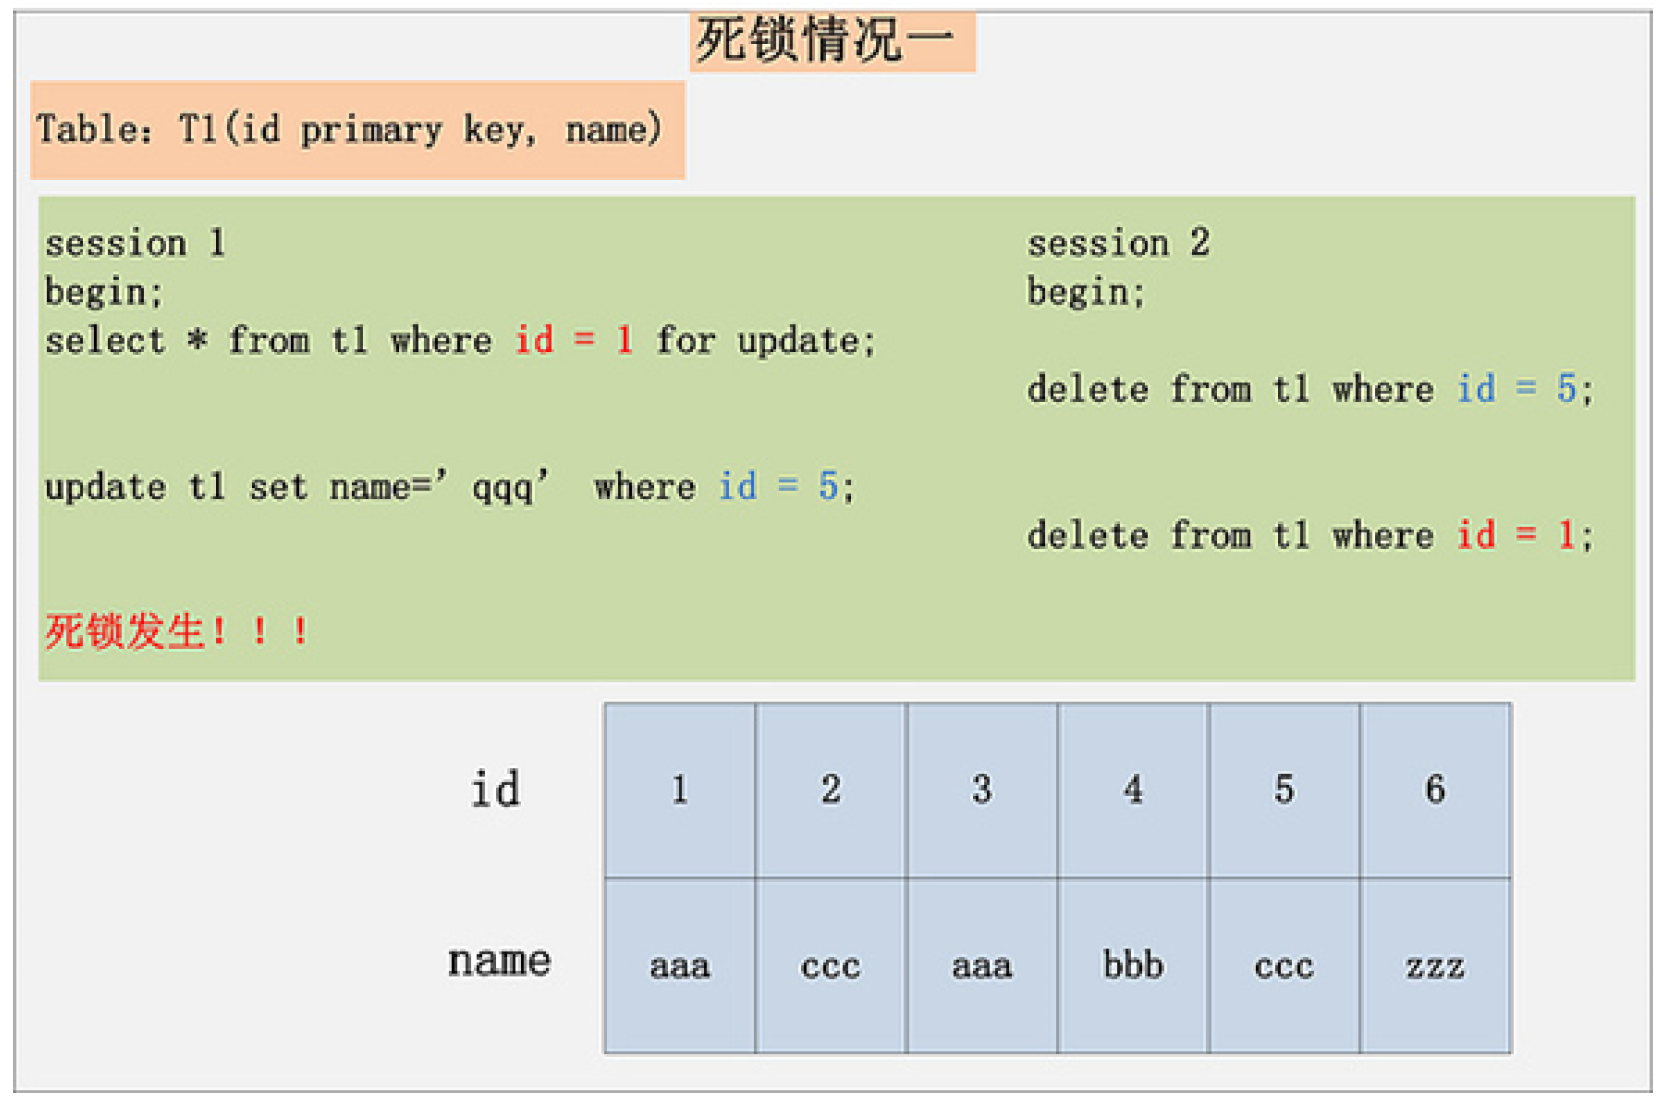 死锁情况一
Table: T1(id primary key, name)
session 1
begin;
select * from t1 where id = 1 for update;
update t1 set name=’ qqq’ where id = 5;
死锁发生！！！
session 2
begin;
delete from t1 where id = 5;
delete from t1 where id = 1;
id 1 2 3 4 5 6
name aaa ccc aaa bbb ccc zzz